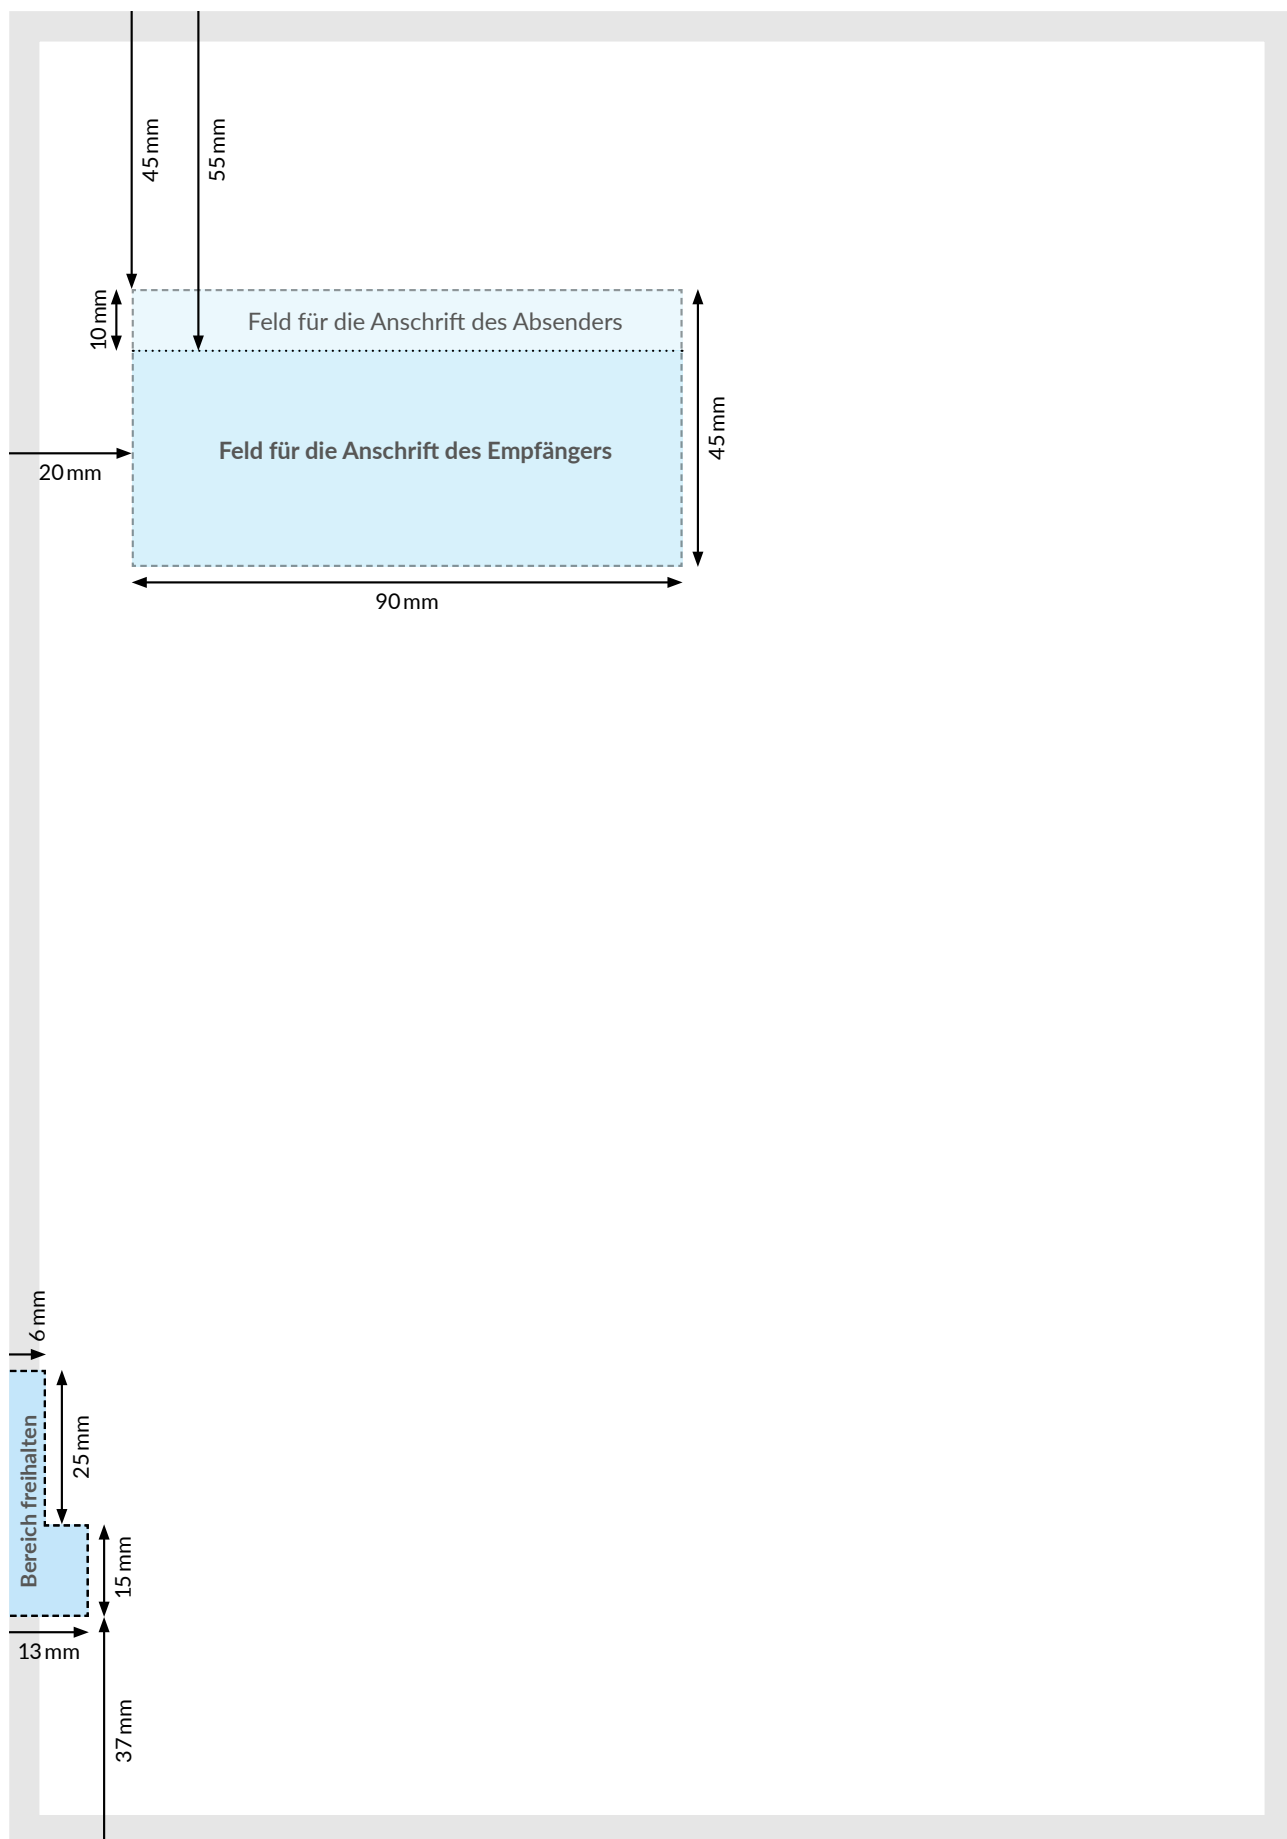 45 mm
55 mm
10 mm
Feld für die Anschrift des Absenders
45 mm
Feld für die Anschrift des Empfängers
20 mm
90 mm
6 mm
25 mm
Bereich freihalten
15 mm
13 mm
37 mm